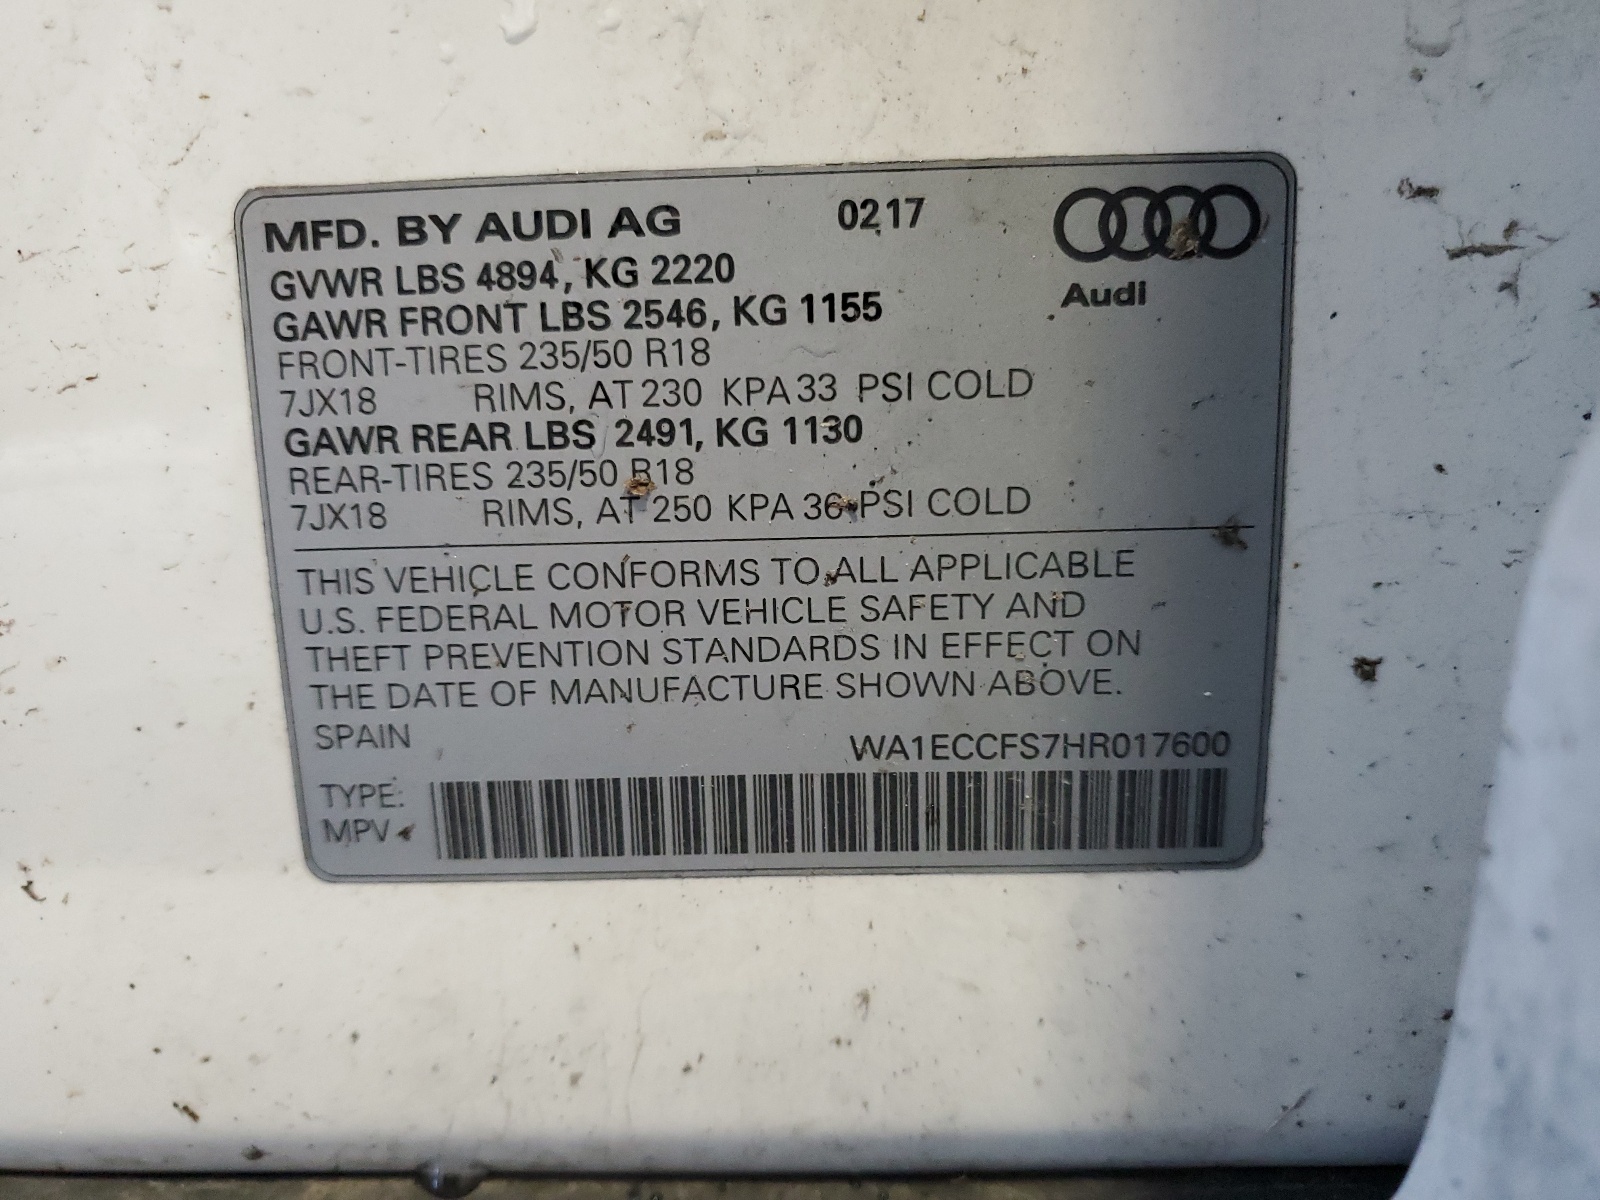 MFD. BY AUDI AG 0217
Audi
GVWR LBS 4894, KG 2220
GAWR FRONT LBS 2546, KG 1155
FRONT-TIRES 235/50 R18
7JX18 RIMS, AT 230 KPA 33 PSI COLD
GAWR REAR LBS 2491, KG 1130
REAR-TIRES 235/50 R18
7JX18 RIMS, AT 250 KPA 36 PSI COLD
THIS VEHICLE CONFORMS TO ALL APPLICABLE
U.S. FEDERAL MOTOR VEHICLE SAFETY AND
THEFT PREVENTION STANDARDS IN EFFECT ON
THE DATE OF MANUFACTURE SHOWN ABOVE.
SPAIN WA1ECCFS7HR017600
TYPE:
MPV